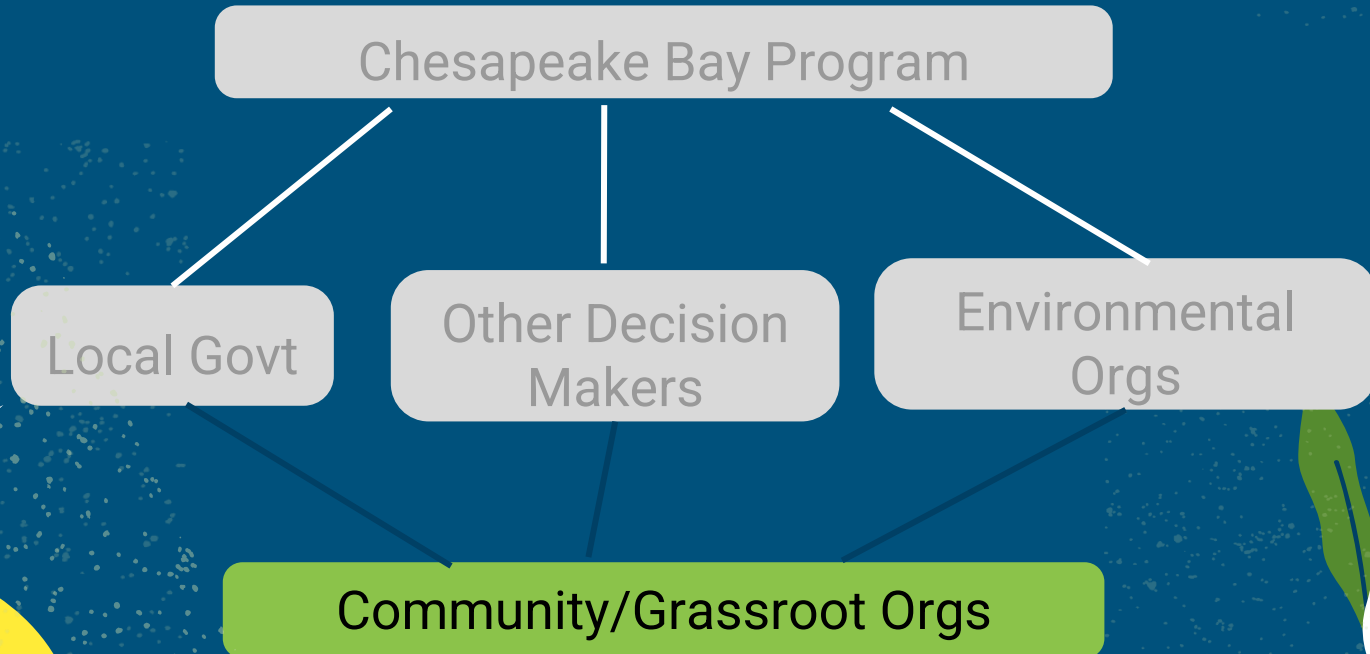 Chesapeake Bay Program
Local Govt
Other Decision
Makers
Environmental
Orgs
Community/Grassroot Orgs